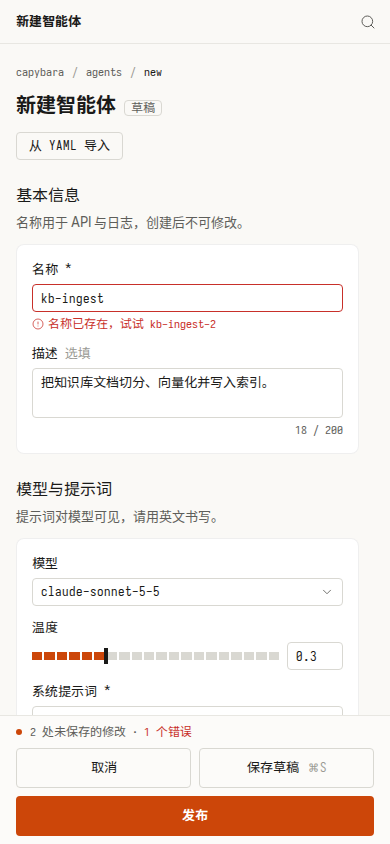 新建智能体
capybara / agents / new
新建智能体 草稿
从 YAML 导入
基本信息
名称用于 API 与日志，创建后不可修改。
名称 *
kb-ingest
名称已存在，试试 kb-ingest-2
描述 选填
把知识库文档切分、向量化并写入索引。
18 / 200
模型与提示词
提示词对模型可见，请用英文书写。
模型
claude-sonnet-5-5
温度
0.3
系统提示词 *
2 处未保存的修改 · 1 个错误
取消
保存草稿 ⌘S
发布